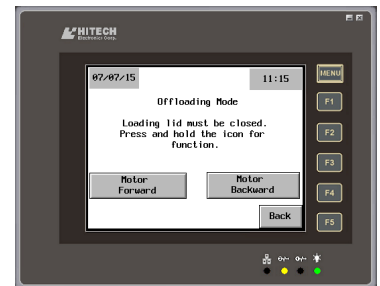 HITECH
Electronics Corp.
07/07/15
11:15
MENU
Offloading Mode
F1
Loading lid must be closed.
Press and hold the icon for
function.
F2
F3
Motor
Forward
Motor
Backward
F4
Back
F5